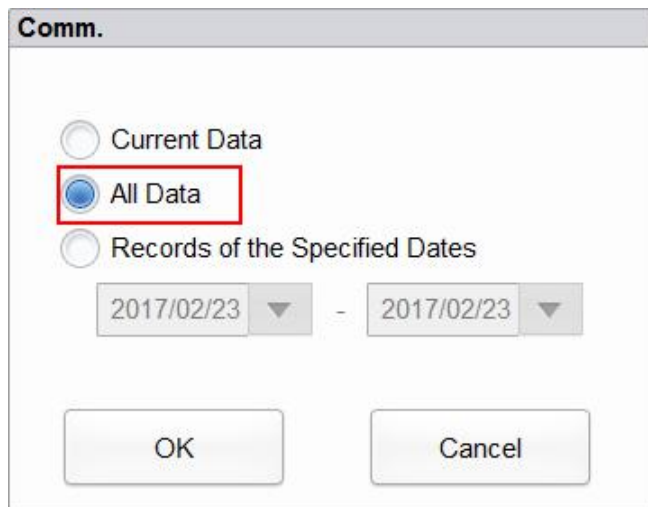 Comm.
Current Data
All Data
Records of the Specified Dates
2017/02/23 - 2017/02/23
OK Cancel